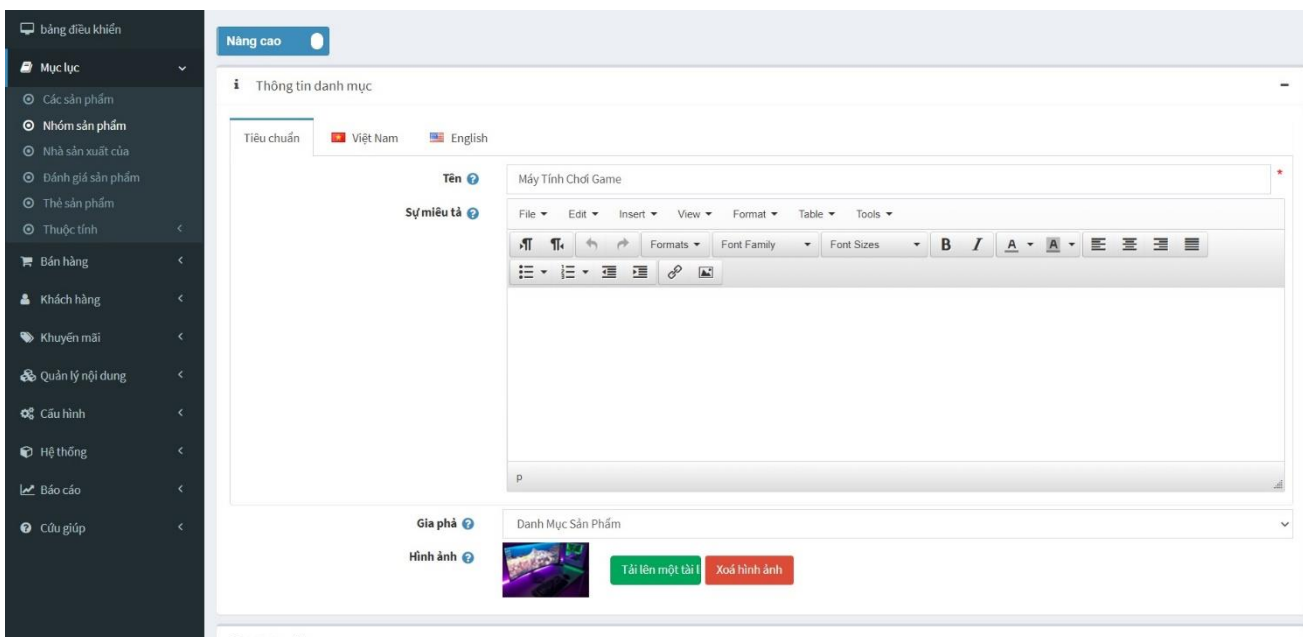 bảng điều khiển
Mục lục
Các sản phẩm
Nhóm sản phẩm
Nhà sản xuất của
Đánh giá sản phẩm
Thẻ sản phẩm
Thuộc tính
Bán hàng
Khách hàng
Khuyến mãi
Quản lý nội dung
Cấu hình
Hệ thống
Báo cáo
Cứu giúp
Nâng cao
Thông tin danh mục
Tiêu chuẩn Việt Nam English
Tên Máy Tính Chơi Game *
Sự miêu tả File Edit Insert View Format Table Tools
Formats Font Family Font Sizes B I A A
P
Gia phả Danh Mục Sản Phẩm
Hình ảnh Tải lên một tài l Xoá hình ảnh